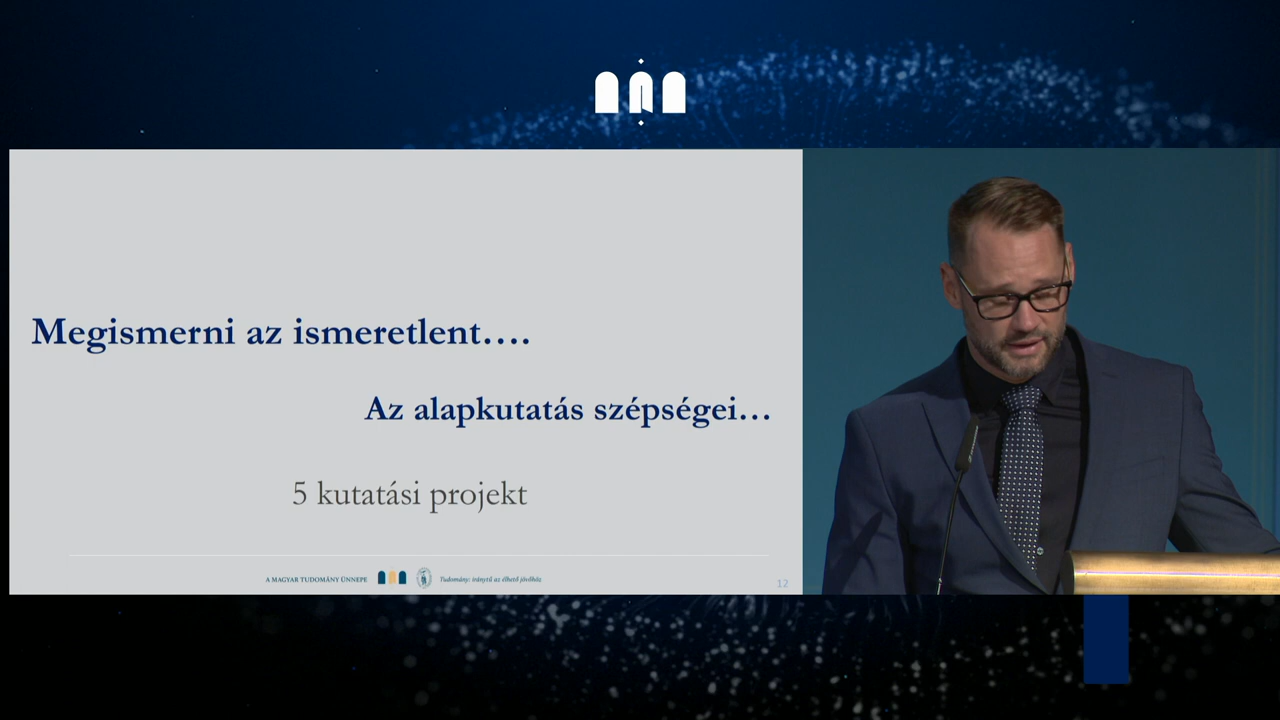 Megismerni az ismeretlent….
Az alapkutatás szépségei…
5 kutatási projekt
A MAGYAR TUDOMÁNY ÜNNEPE
Tudomány: iránytű az élhető jövőhöz
12